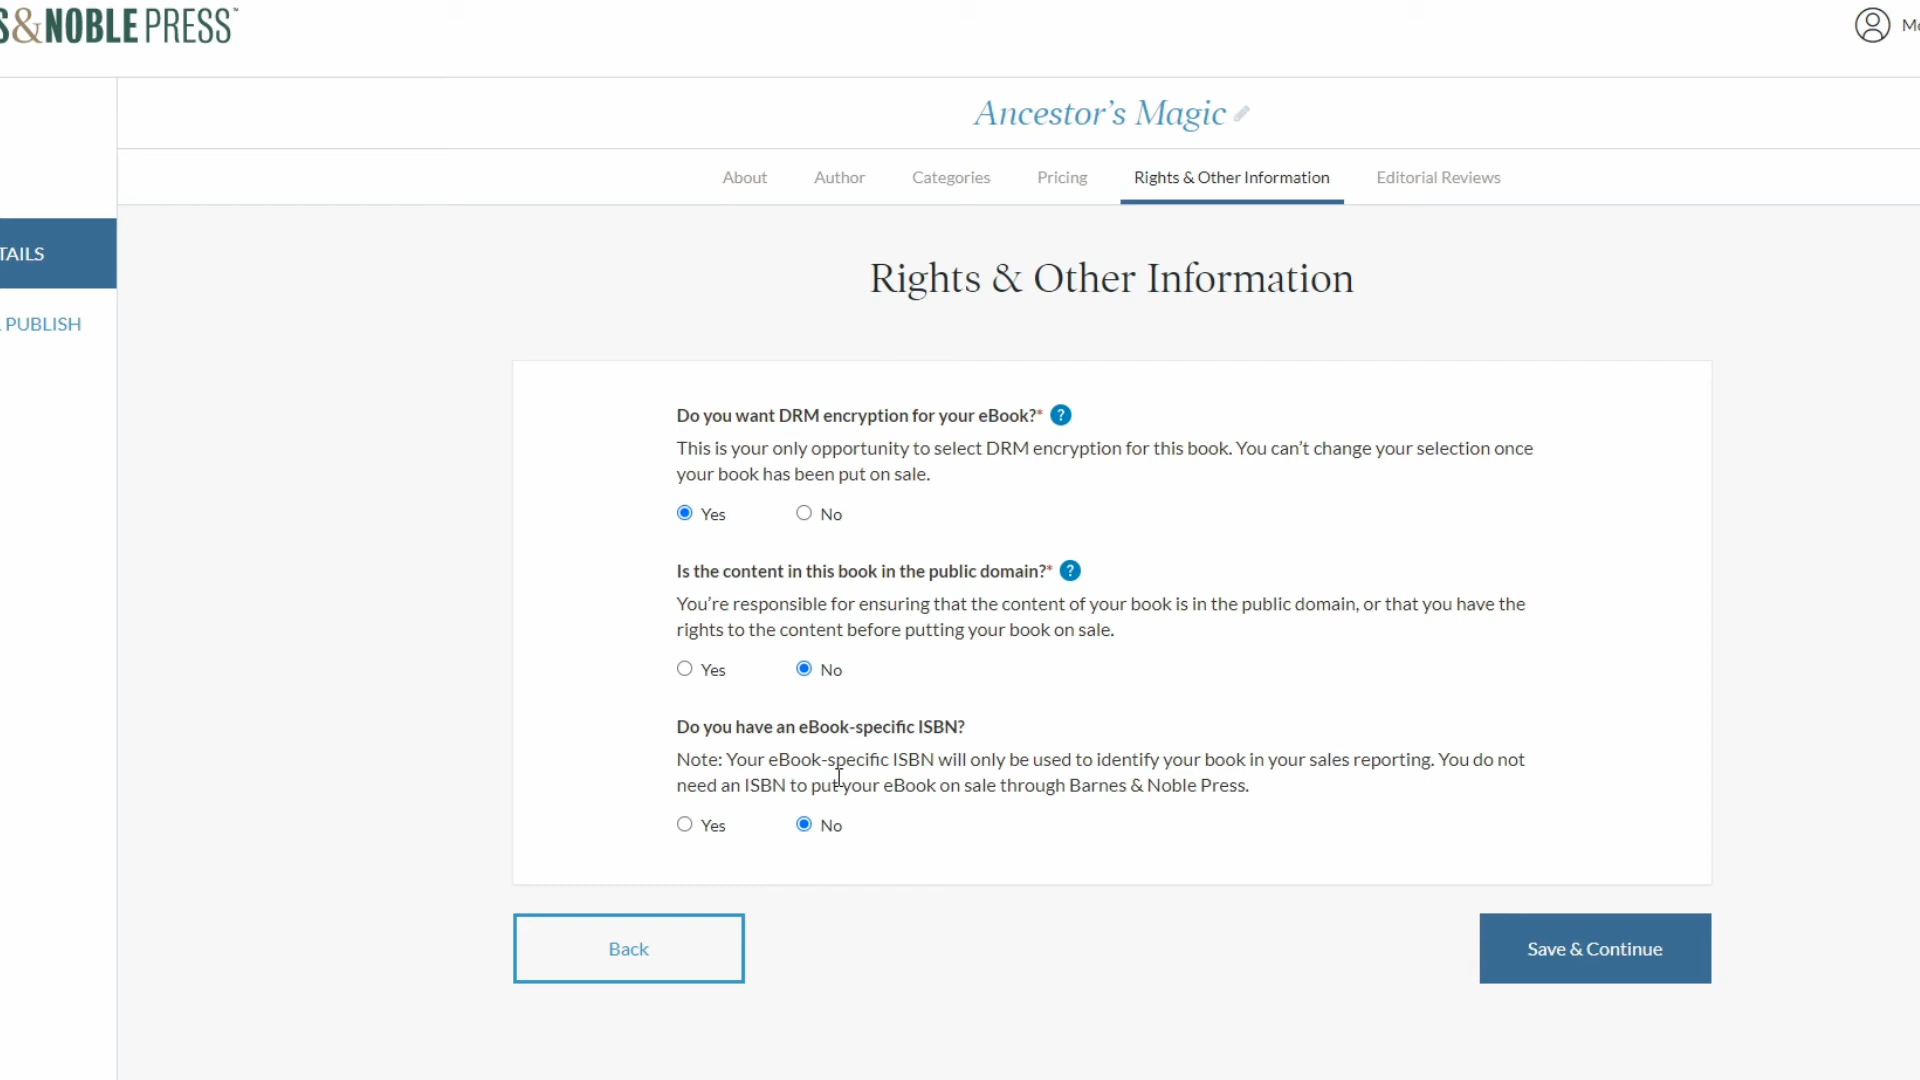 S&NOBLE PRESS™
Ancestor’s Magic
About Author Categories Pricing Rights & Other Information Editorial Reviews
TAILS
PUBLISH
Rights & Other Information
Do you want DRM encryption for your eBook?* ?
This is your only opportunity to select DRM encryption for this book. You can’t change your selection once
your book has been put on sale.
Yes No
Is the content in this book in the public domain?* ?
You’re responsible for ensuring that the content of your book is in the public domain, or that you have the
rights to the content before putting your book on sale.
Yes No
Do you have an eBook-specific ISBN?
Note: Your eBook-specific ISBN will only be used to identify your book in your sales reporting. You do not
need an ISBN to put your eBook on sale through Barnes & Noble Press.
Yes No
Back Save & Continue